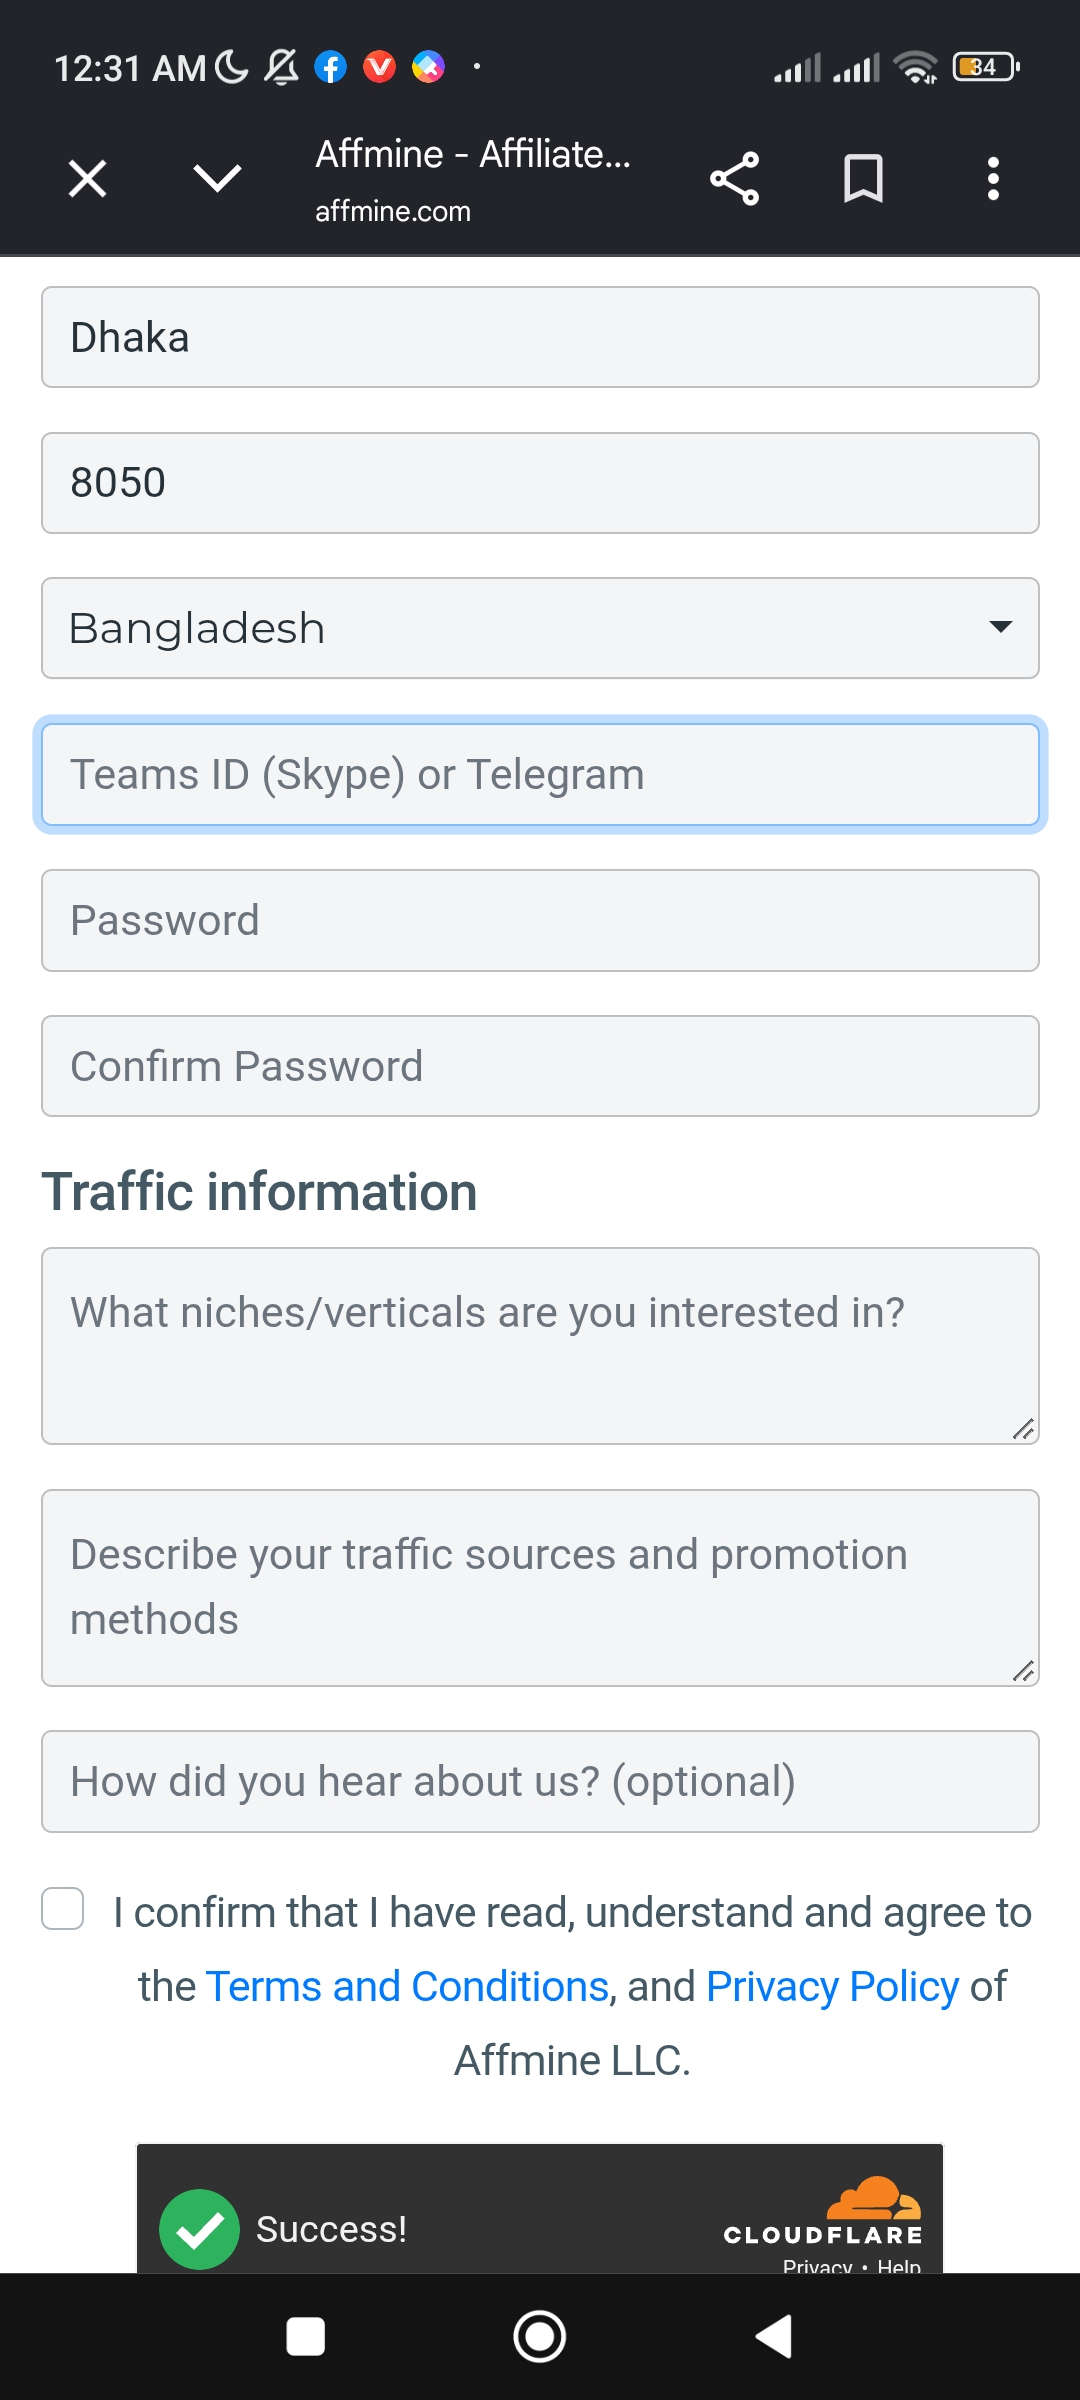 12:31 AM
34
Affmine - Affiliate...
affmine.com
Dhaka
8050
Bangladesh
Teams ID (Skype) or Telegram
Password
Confirm Password
Traffic information
What niches/verticals are you interested in?
Describe your traffic sources and promotion
methods
How did you hear about us? (optional)
I confirm that I have read, understand and agree to
the Terms and Conditions, and Privacy Policy of
Affmine LLC.
Success!
CLOUDFLARE
Privacy • Help